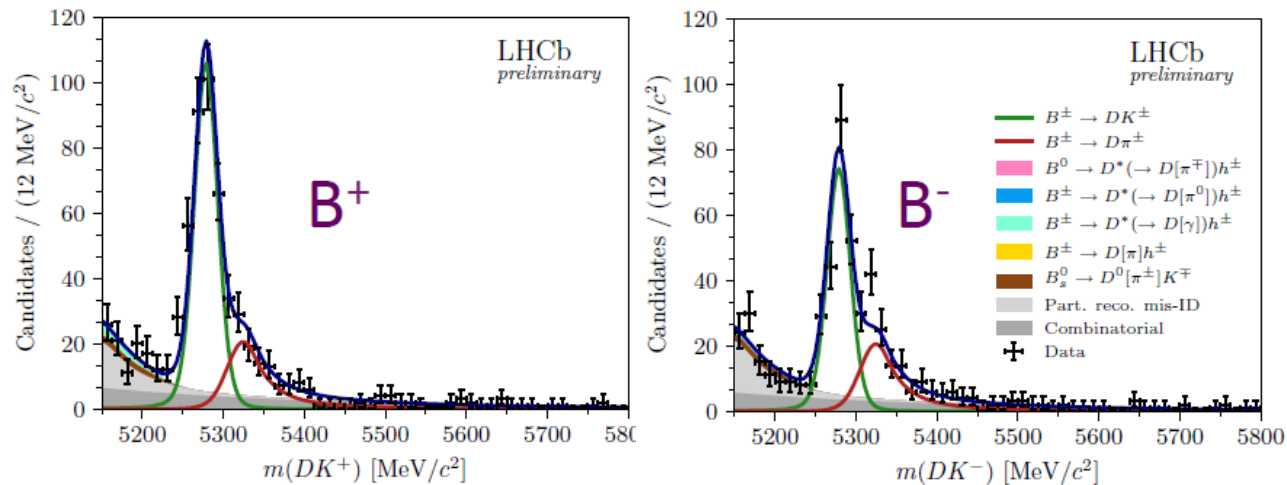 120
100
80
60
40
20
0
Candidates / (12 MeV/c²)
LHCb
preliminary
B⁺
5200 5300 5400 5500 5600 5700 580
m(DK⁺) [MeV/c²]
120
100
80
60
40
20
0
Candidates / (12 MeV/c²)
LHCb
preliminary
B⁻
B± → DK±
B± → Dπ±
B⁰ → D*(→ D[π∓])h±
B± → D*(→ D[π⁰])h±
B± → D*(→ D[γ])h±
B± → D[π]h±
B⁰ₛ → D⁰[π±]K∓
Part. reco. mis-ID
Combinatorial
Data
5200 5300 5400 5500 5600 5700 5800
m(DK⁻) [MeV/c²]